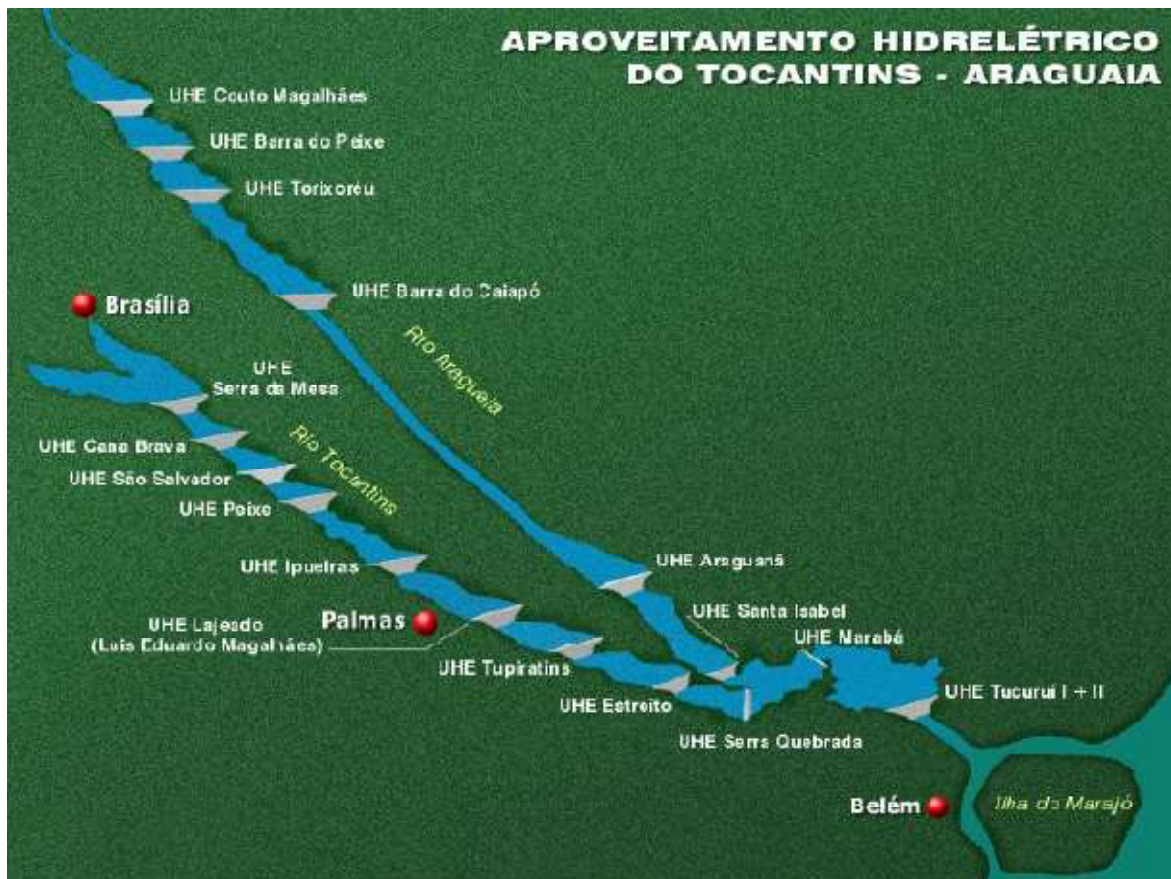 APROVEITAMENTO HIDRELÉTRICO
DO TOCANTINS - ARAGUAIA
UHE Couto Magalhães
UHE Barra do Peixe
UHE Torixoréu
UHE Barra do Caiapó
Brasília
Rio Araguaia
UHE
Serra da Mesa
Rio Tocantins
UHE Cana Brava
UHE São Salvador
UHE Peixe
UHE Ipueiras
UHE Araguanã
Palmas
UHE Lajeado
(Luis Eduardo Magalhães)
UHE Santa Isabel
UHE Marabá
UHE Tupiratins
UHE Estreito
UHE Tucuruí I + II
UHE Serra Quebrada
Belém
Ilha do Marajó